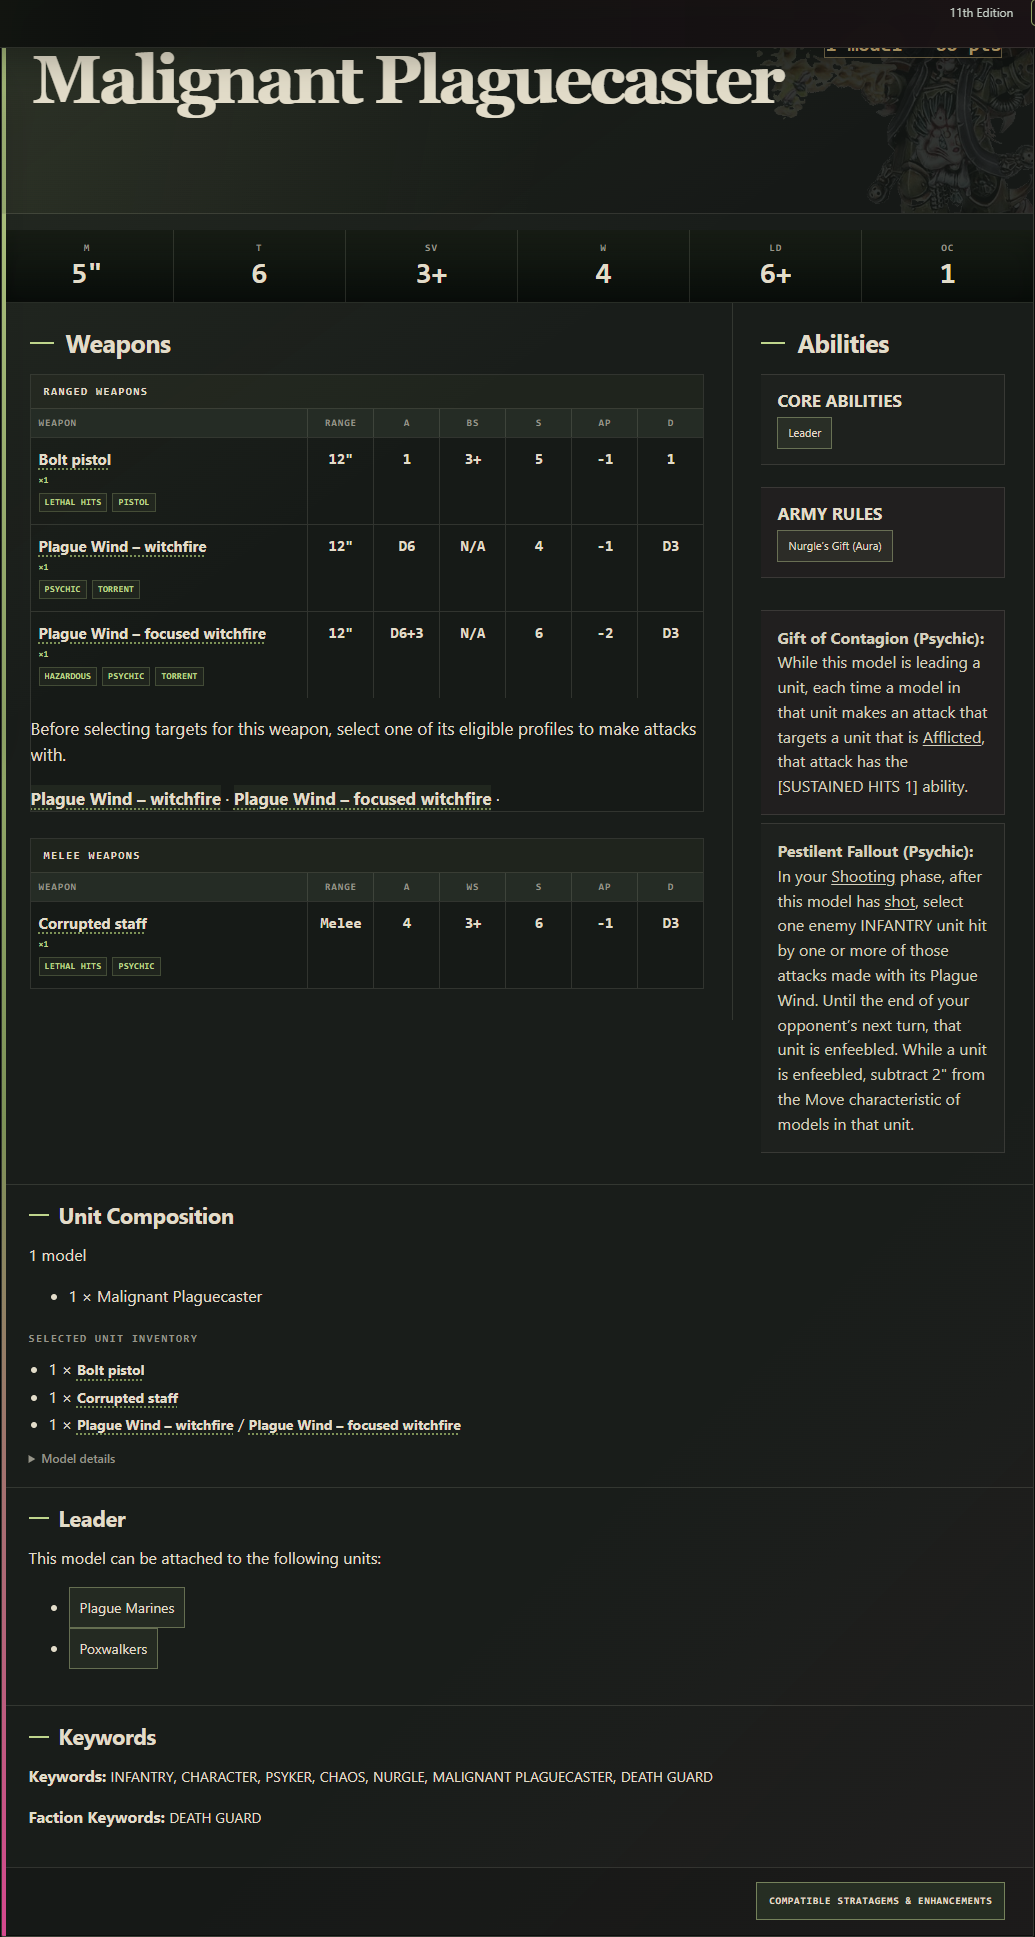 11th Edition
Malignant Plaguecaster
M
5"
T
6
SV
3+
W
4
LD
6+
OC
1
Weapons
RANGED WEAPONS
WEAPON RANGE A BS S AP D
Bolt pistol 12" 1 3+ 5 -1 1
×1
LETHAL HITS PISTOL
Plague Wind – witchfire 12" D6 N/A 4 -1 D3
×1
PSYCHIC TORRENT
Plague Wind – focused witchfire 12" D6+3 N/A 6 -2 D3
×1
HAZARDOUS PSYCHIC TORRENT
Before selecting targets for this weapon, select one of its eligible profiles to make attacks
with.
Plague Wind – witchfire · Plague Wind – focused witchfire ·
MELEE WEAPONS
WEAPON RANGE A WS S AP D
Corrupted staff Melee 4 3+ 6 -1 D3
×1
LETHAL HITS PSYCHIC
Abilities
CORE ABILITIES
Leader
ARMY RULES
Nurgle's Gift (Aura)
Gift of Contagion (Psychic):
While this model is leading a
unit, each time a model in
that unit makes an attack that
targets a unit that is Afflicted,
that attack has the
[SUSTAINED HITS 1] ability.
Pestilent Fallout (Psychic):
In your Shooting phase, after
this model has shot, select
one enemy INFANTRY unit hit
by one or more of those
attacks made with its Plague
Wind. Until the end of your
opponent's next turn, that
unit is enfeebled. While a unit
is enfeebled, subtract 2" from
the Move characteristic of
models in that unit.
Unit Composition
1 model
• 1 × Malignant Plaguecaster
SELECTED UNIT INVENTORY
• 1 × Bolt pistol
• 1 × Corrupted staff
• 1 × Plague Wind – witchfire / Plague Wind – focused witchfire
▶ Model details
Leader
This model can be attached to the following units:
• Plague Marines
• Poxwalkers
Keywords
Keywords: INFANTRY, CHARACTER, PSYKER, CHAOS, NURGLE, MALIGNANT PLAGUECASTER, DEATH GUARD
Faction Keywords: DEATH GUARD
COMPATIBLE STRATAGEMS & ENHANCEMENTS